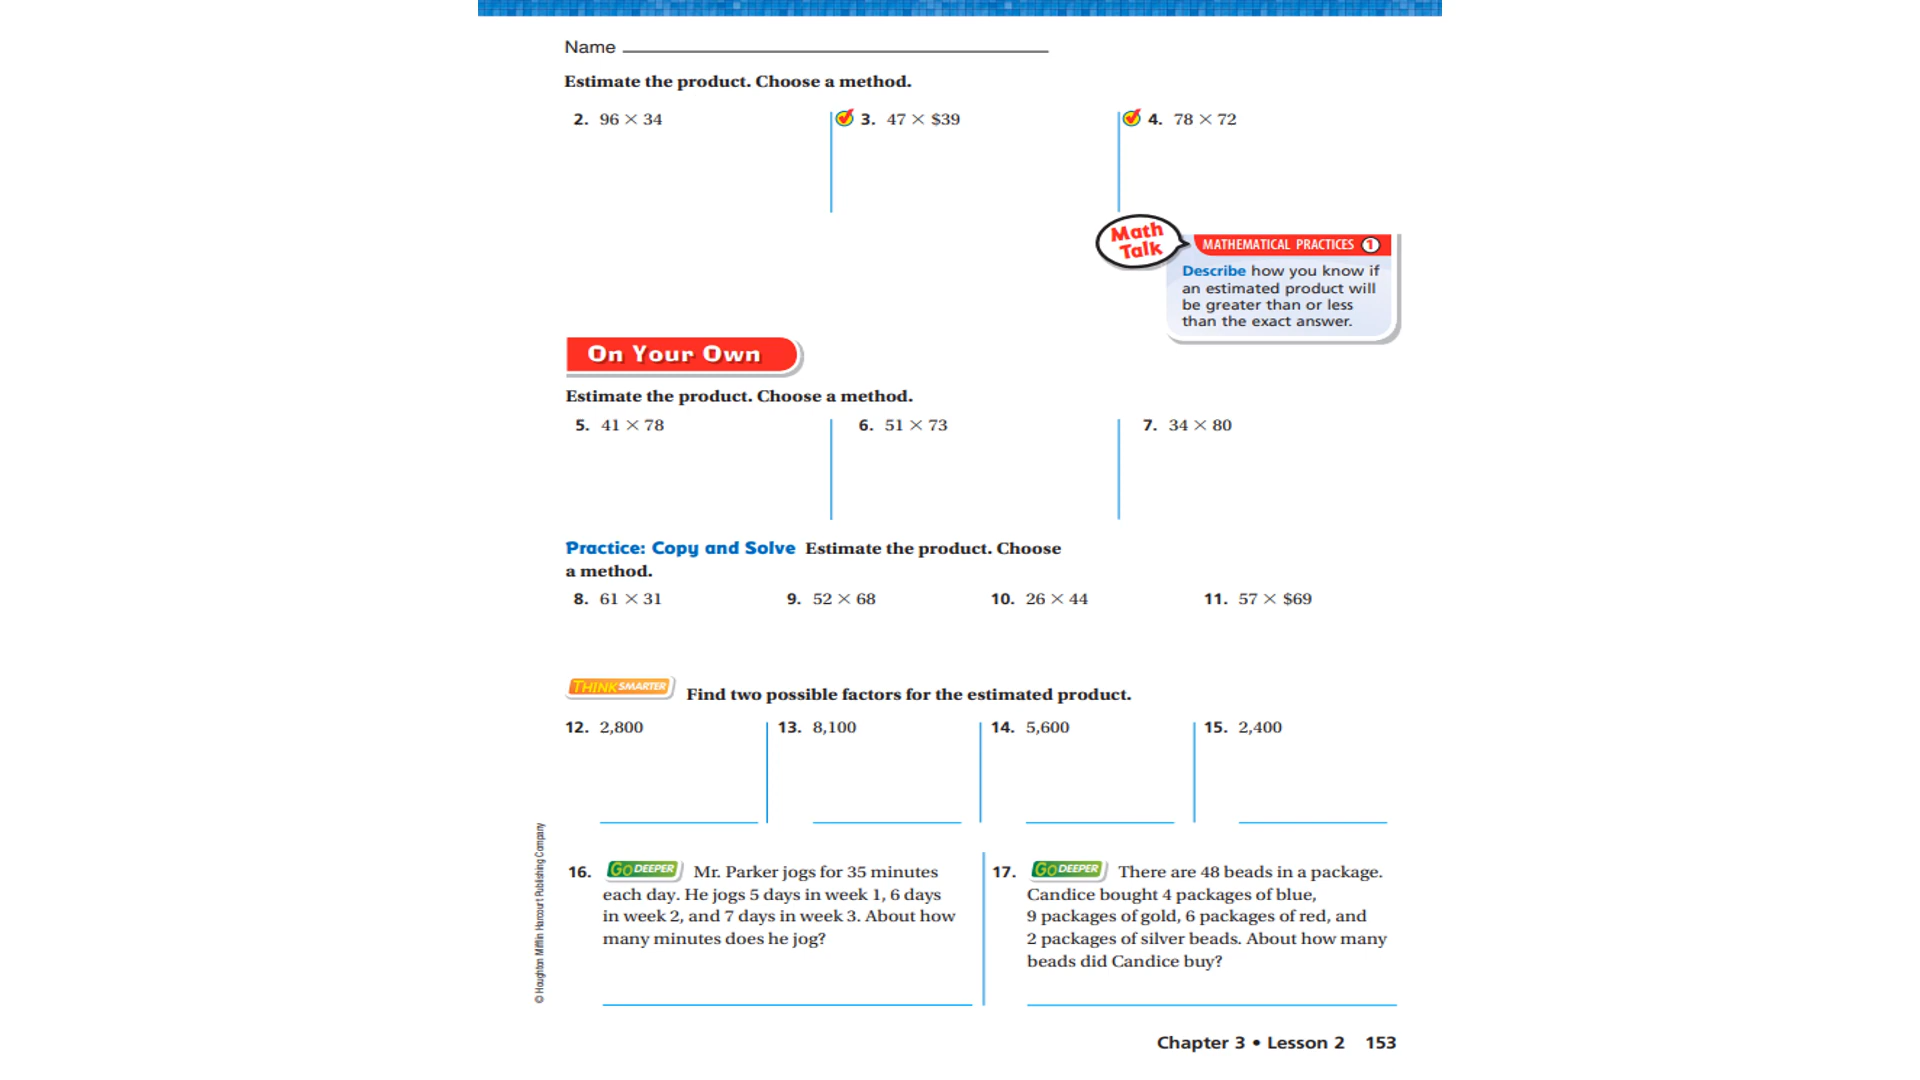 Name
Estimate the product. Choose a method.
2. 96 × 34
3. 47 × $39
4. 78 × 72
Math
Talk
MATHEMATICAL PRACTICES 1
Describe how you know if
an estimated product will
be greater than or less
than the exact answer.
On Your Own
Estimate the product. Choose a method.
5. 41 × 78
6. 51 × 73
7. 34 × 80
Practice: Copy and Solve Estimate the product. Choose
a method.
8. 61 × 31
9. 52 × 68
10. 26 × 44
11. 57 × $69
THINK SMARTER Find two possible factors for the estimated product.
12. 2,800
13. 8,100
14. 5,600
15. 2,400
16. GO DEEPER Mr. Parker jogs for 35 minutes
each day. He jogs 5 days in week 1, 6 days
in week 2, and 7 days in week 3. About how
many minutes does he jog?
17. GO DEEPER There are 48 beads in a package.
Candice bought 4 packages of blue,
9 packages of gold, 6 packages of red, and
2 packages of silver beads. About how many
beads did Candice buy?
© Houghton Mifflin Harcourt Publishing Company
Chapter 3 • Lesson 2 153